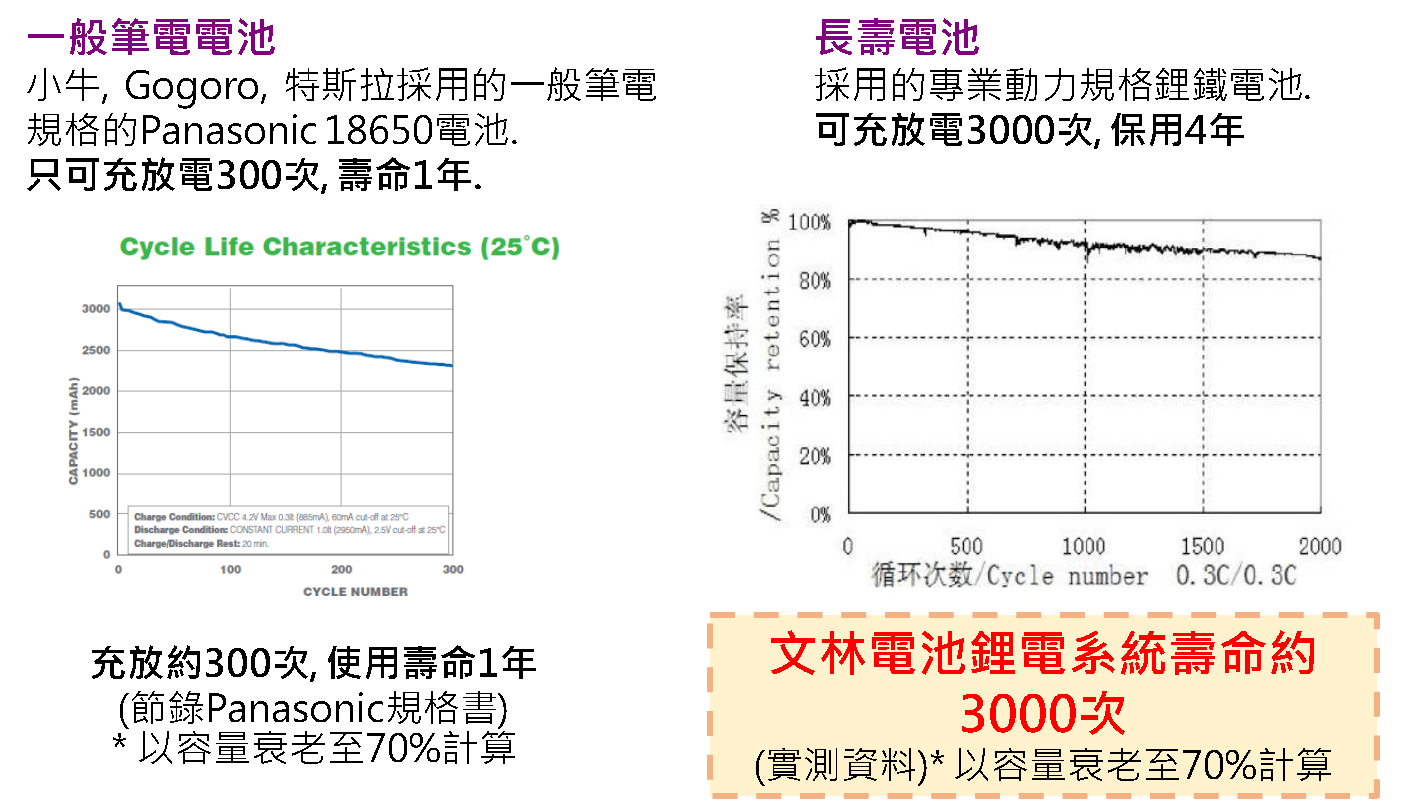 一般筆電電池
小牛, Gogoro, 特斯拉採用的一般筆電
規格的Panasonic 18650電池.
只可充放電300次, 壽命1年.
Cycle Life Characteristics (25°C)
CAPACITY (mAh)
3000
2500
2000
1500
1000
500
0
Charge Condition: CVCC 4.2V Max 0.3It (885mA), 60mA cut-off at 25°C
Discharge Condition: CONSTANT CURRENT 1.0It (2950mA), 2.5V cut-off at 25°C
Charge/Discharge Rest: 20 min.
0 100 200 300
CYCLE NUMBER
充放約300次, 使用壽命1年
(節錄Panasonic規格書)
* 以容量衰老至70%計算
長壽電池
採用的專業動力規格鋰鐵電池.
可充放電3000次, 保用4年
容量保持率
/Capacity retention %
100%
80%
60%
40%
20%
0%
0 500 1000 1500 2000
循环次数/Cycle number 0.3C/0.3C
文林電池鋰電系統壽命約
3000次
(實測資料)* 以容量衰老至70%計算